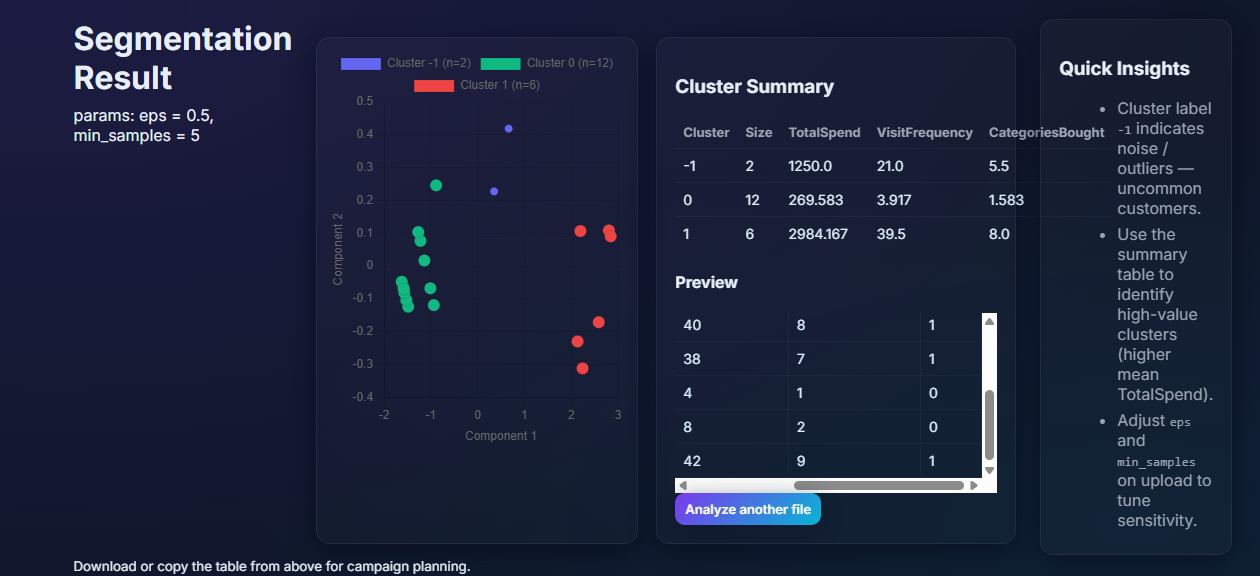 Segmentation
Result
params: eps = 0.5,
min_samples = 5
Cluster -1 (n=2) Cluster 0 (n=12)
Cluster 1 (n=6)
0.5
0.4
0.3
0.2
0.1
0
-0.1
-0.2
-0.3
-0.4
Component 2
-2 -1 0 1 2 3
Component 1
Cluster Summary
Cluster Size TotalSpend VisitFrequency CategoriesBought
-1 2 1250.0 21.0 5.5
0 12 269.583 3.917 1.583
1 6 2984.167 39.5 8.0
Preview
40 8 1
38 7 1
4 1 0
8 2 0
42 9 1
Analyze another file
Quick Insights
• Cluster label
-1 indicates
noise /
outliers —
uncommon
customers.
• Use the
summary
table to
identify
high-value
clusters
(higher
mean
TotalSpend).
• Adjust eps
and
min_samples
on upload to
tune
sensitivity.
Download or copy the table from above for campaign planning.